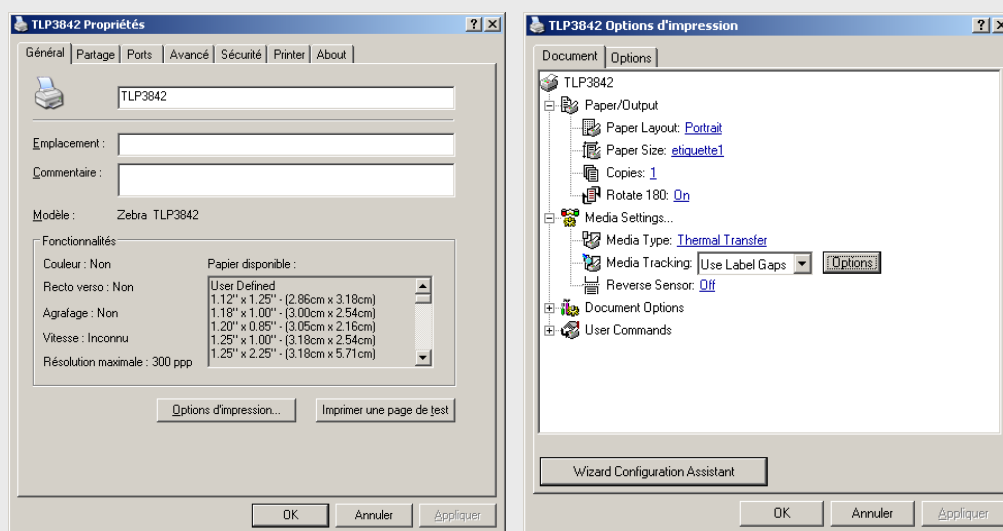 TLP3842 Propriétés
Général Partage Ports Avancé Sécurité Printer About
TLP3842
Emplacement :
Commentaire :
Modèle : Zebra TLP3842
Fonctionnalités
Couleur : Non
Recto verso : Non
Agrafage : Non
Vitesse : Inconnu
Résolution maximale : 300 ppp
Papier disponible :
User Defined
1.12" x 1.25" - (2.86cm x 3.18cm)
1.18" x 1.00" - (3.00cm x 2.54cm)
1.20" x 0.85" - (3.05cm x 2.16cm)
1.25" x 1.00" - (3.18cm x 2.54cm)
1.25" x 2.25" - (3.18cm x 5.71cm)
Options d'impression... Imprimer une page de test
OK Annuler Appliquer
TLP3842 Options d'impression
Document Options
TLP3842
Paper/Output
Paper Layout: Portrait
Paper Size: etiquette1
Copies: 1
Rotate 180: On
Media Settings...
Media Type: Thermal Transfer
Media Tracking: Use Label Gaps Options
Reverse Sensor: Off
Document Options
User Commands
Wizard Configuration Assistant
OK Annuler Appliquer